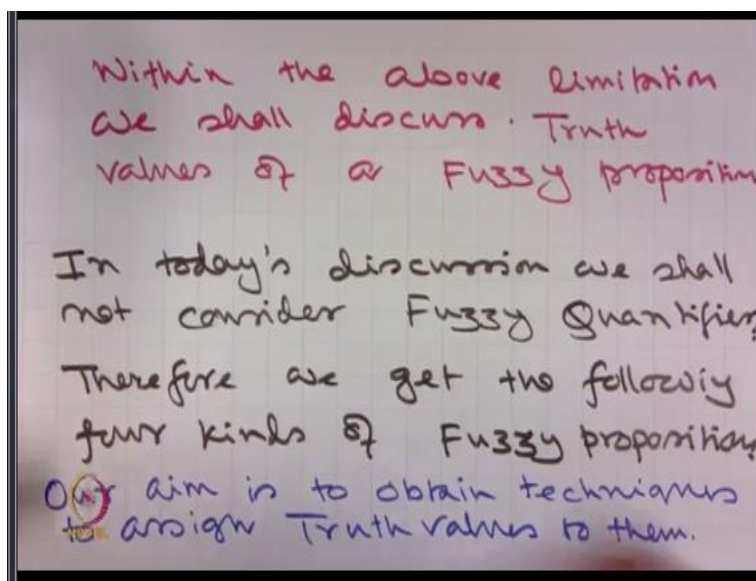 Within the above limitation
we shall discuss. Truth
values of a Fuzzy proposition
In today's discussion we shall
not consider Fuzzy Quantifier
Therefore we get the following
four kinds of Fuzzy proposition
Our aim is to obtain techniques
to assign Truth values to them.